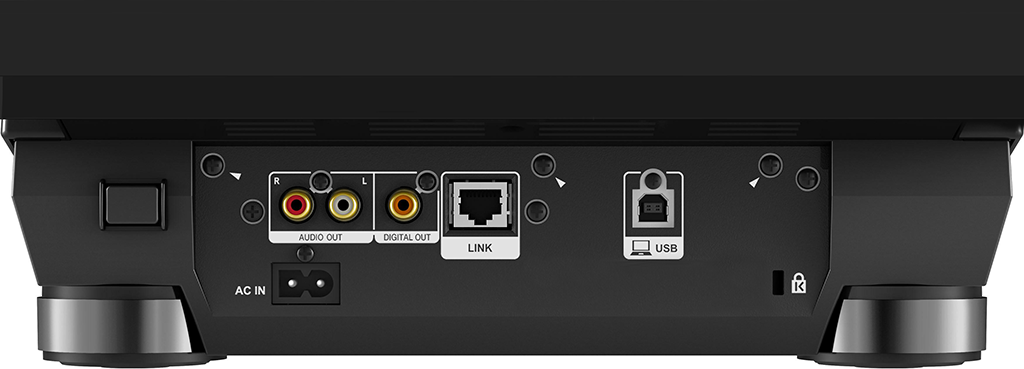 R L
AUDIO OUT
DIGITAL OUT
LINK
USB
AC IN
K